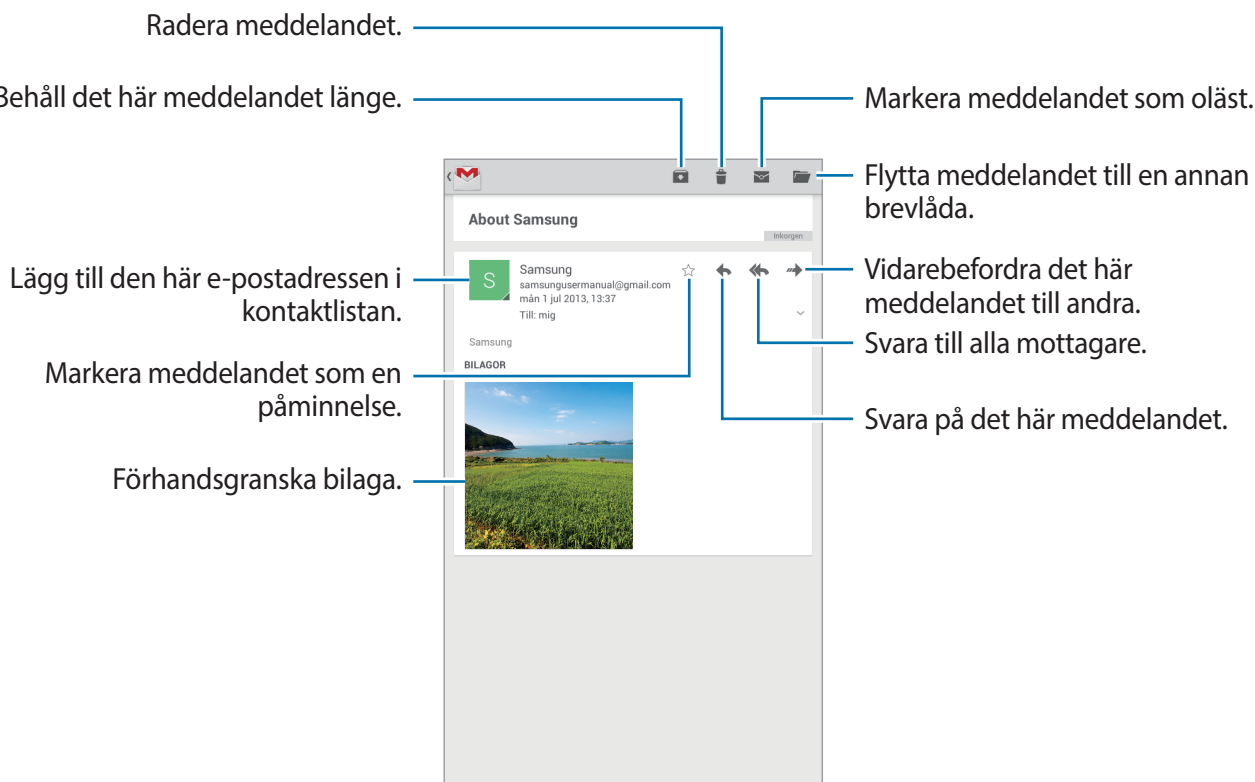 Radera meddelandet.
Behåll det här meddelandet länge.
Markera meddelandet som oläst.
Flytta meddelandet till en annan
brevlåda.
About Samsung
Inkorgen
Lägg till den här e-postadressen i
kontaktlistan.
S
Samsung
samsungusermanual@gmail.com
mån 1 jul 2013, 13:37
Till: mig
Vidarebefordra det här
meddelandet till andra.
Samsung
Svara till alla mottagare.
BILAGOR
Markera meddelandet som en
påminnelse.
Svara på det här meddelandet.
Förhandsgranska bilaga.